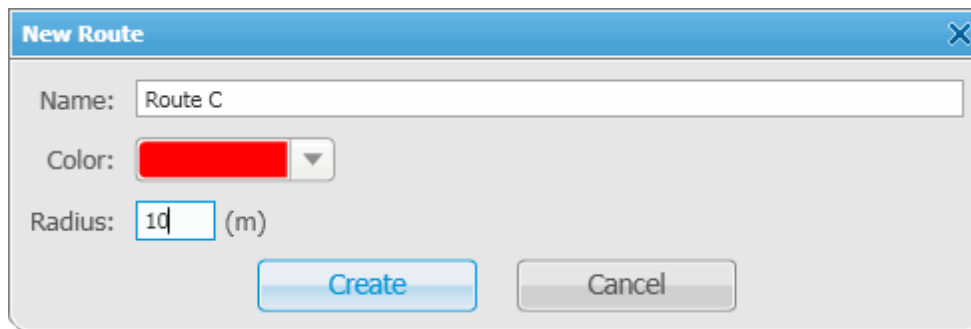 New Route
Name: Route C
Color:
Radius: 10 (m)
Create Cancel